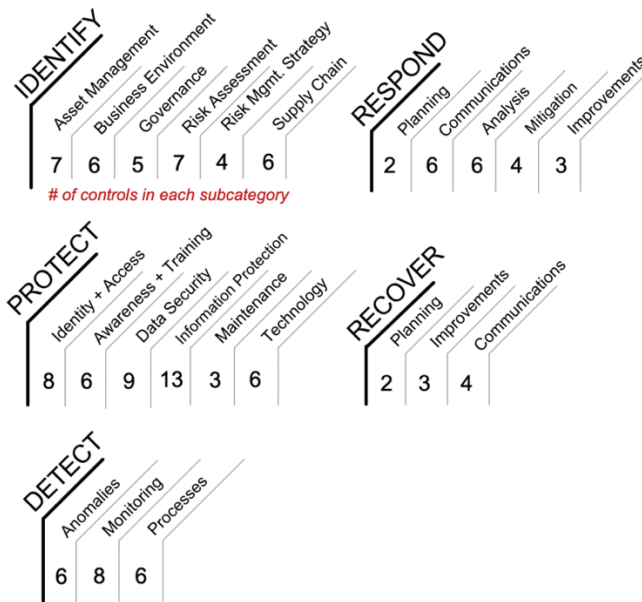 IDENTIFY
Asset Management
Business Environment
Governance
Risk Assessment
Risk Mgmt. Strategy
Supply Chain
7 6 5 7 4 6
# of controls in each subcategory
RESPOND
Planning
Communications
Analysis
Mitigation
Improvements
2 6 6 4 3
PROTECT
Identity + Access
Awareness + Training
Data Security
Information Protection
Maintenance
Technology
8 6 9 13 3 6
RECOVER
Planning
Improvements
Communications
2 3 4
DETECT
Anomalies
Monitoring
Processes
6 8 6